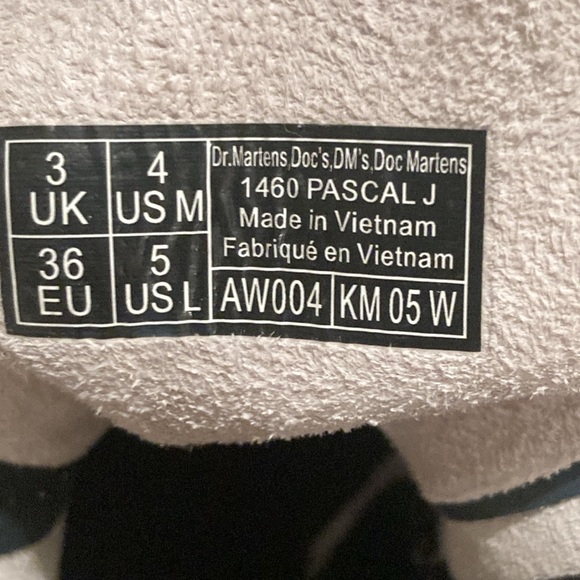 3
UK
4
US M
36
EU
5
US L
Dr.Martens,Doc's,DM's,Doc Martens
1460 PASCAL J
Made in Vietnam
Fabriqué en Vietnam
AW004
KM 05 W